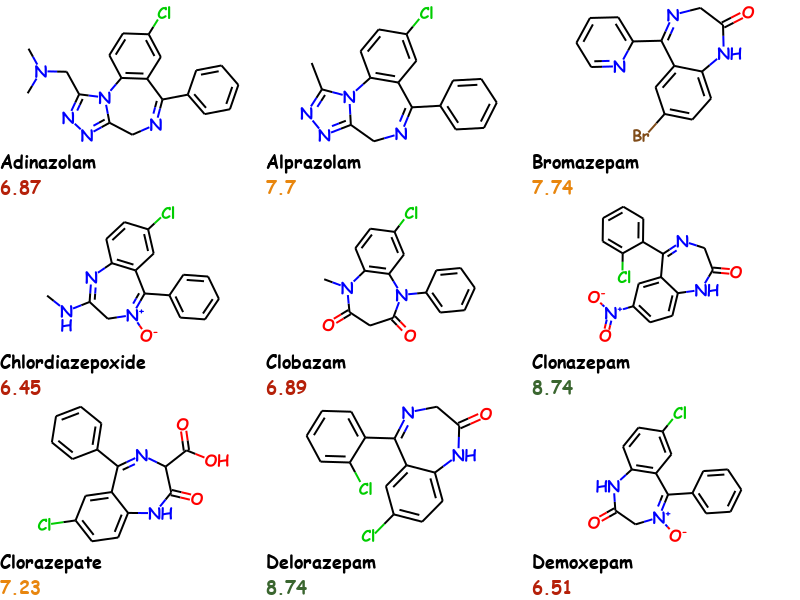 Cl
N
N
N
N
N
Adinazolam
6.87
Cl
N
N
N
N
Alprazolam
7.7
N
O
NH
N
Br
Bromazepam
7.74
Cl
N
N
H
N+
O-
Chlordiazepoxide
6.45
Cl
N
N
O
O
Clobazam
6.89
N
O
NH
Cl
O-
N+
O
Clonazepam
8.74
O
OH
N
O
NH
Cl
Clorazepate
7.23
N
O
NH
Cl
Cl
Delorazepam
8.74
Cl
HN
O
N+
O-
Demoxepam
6.51